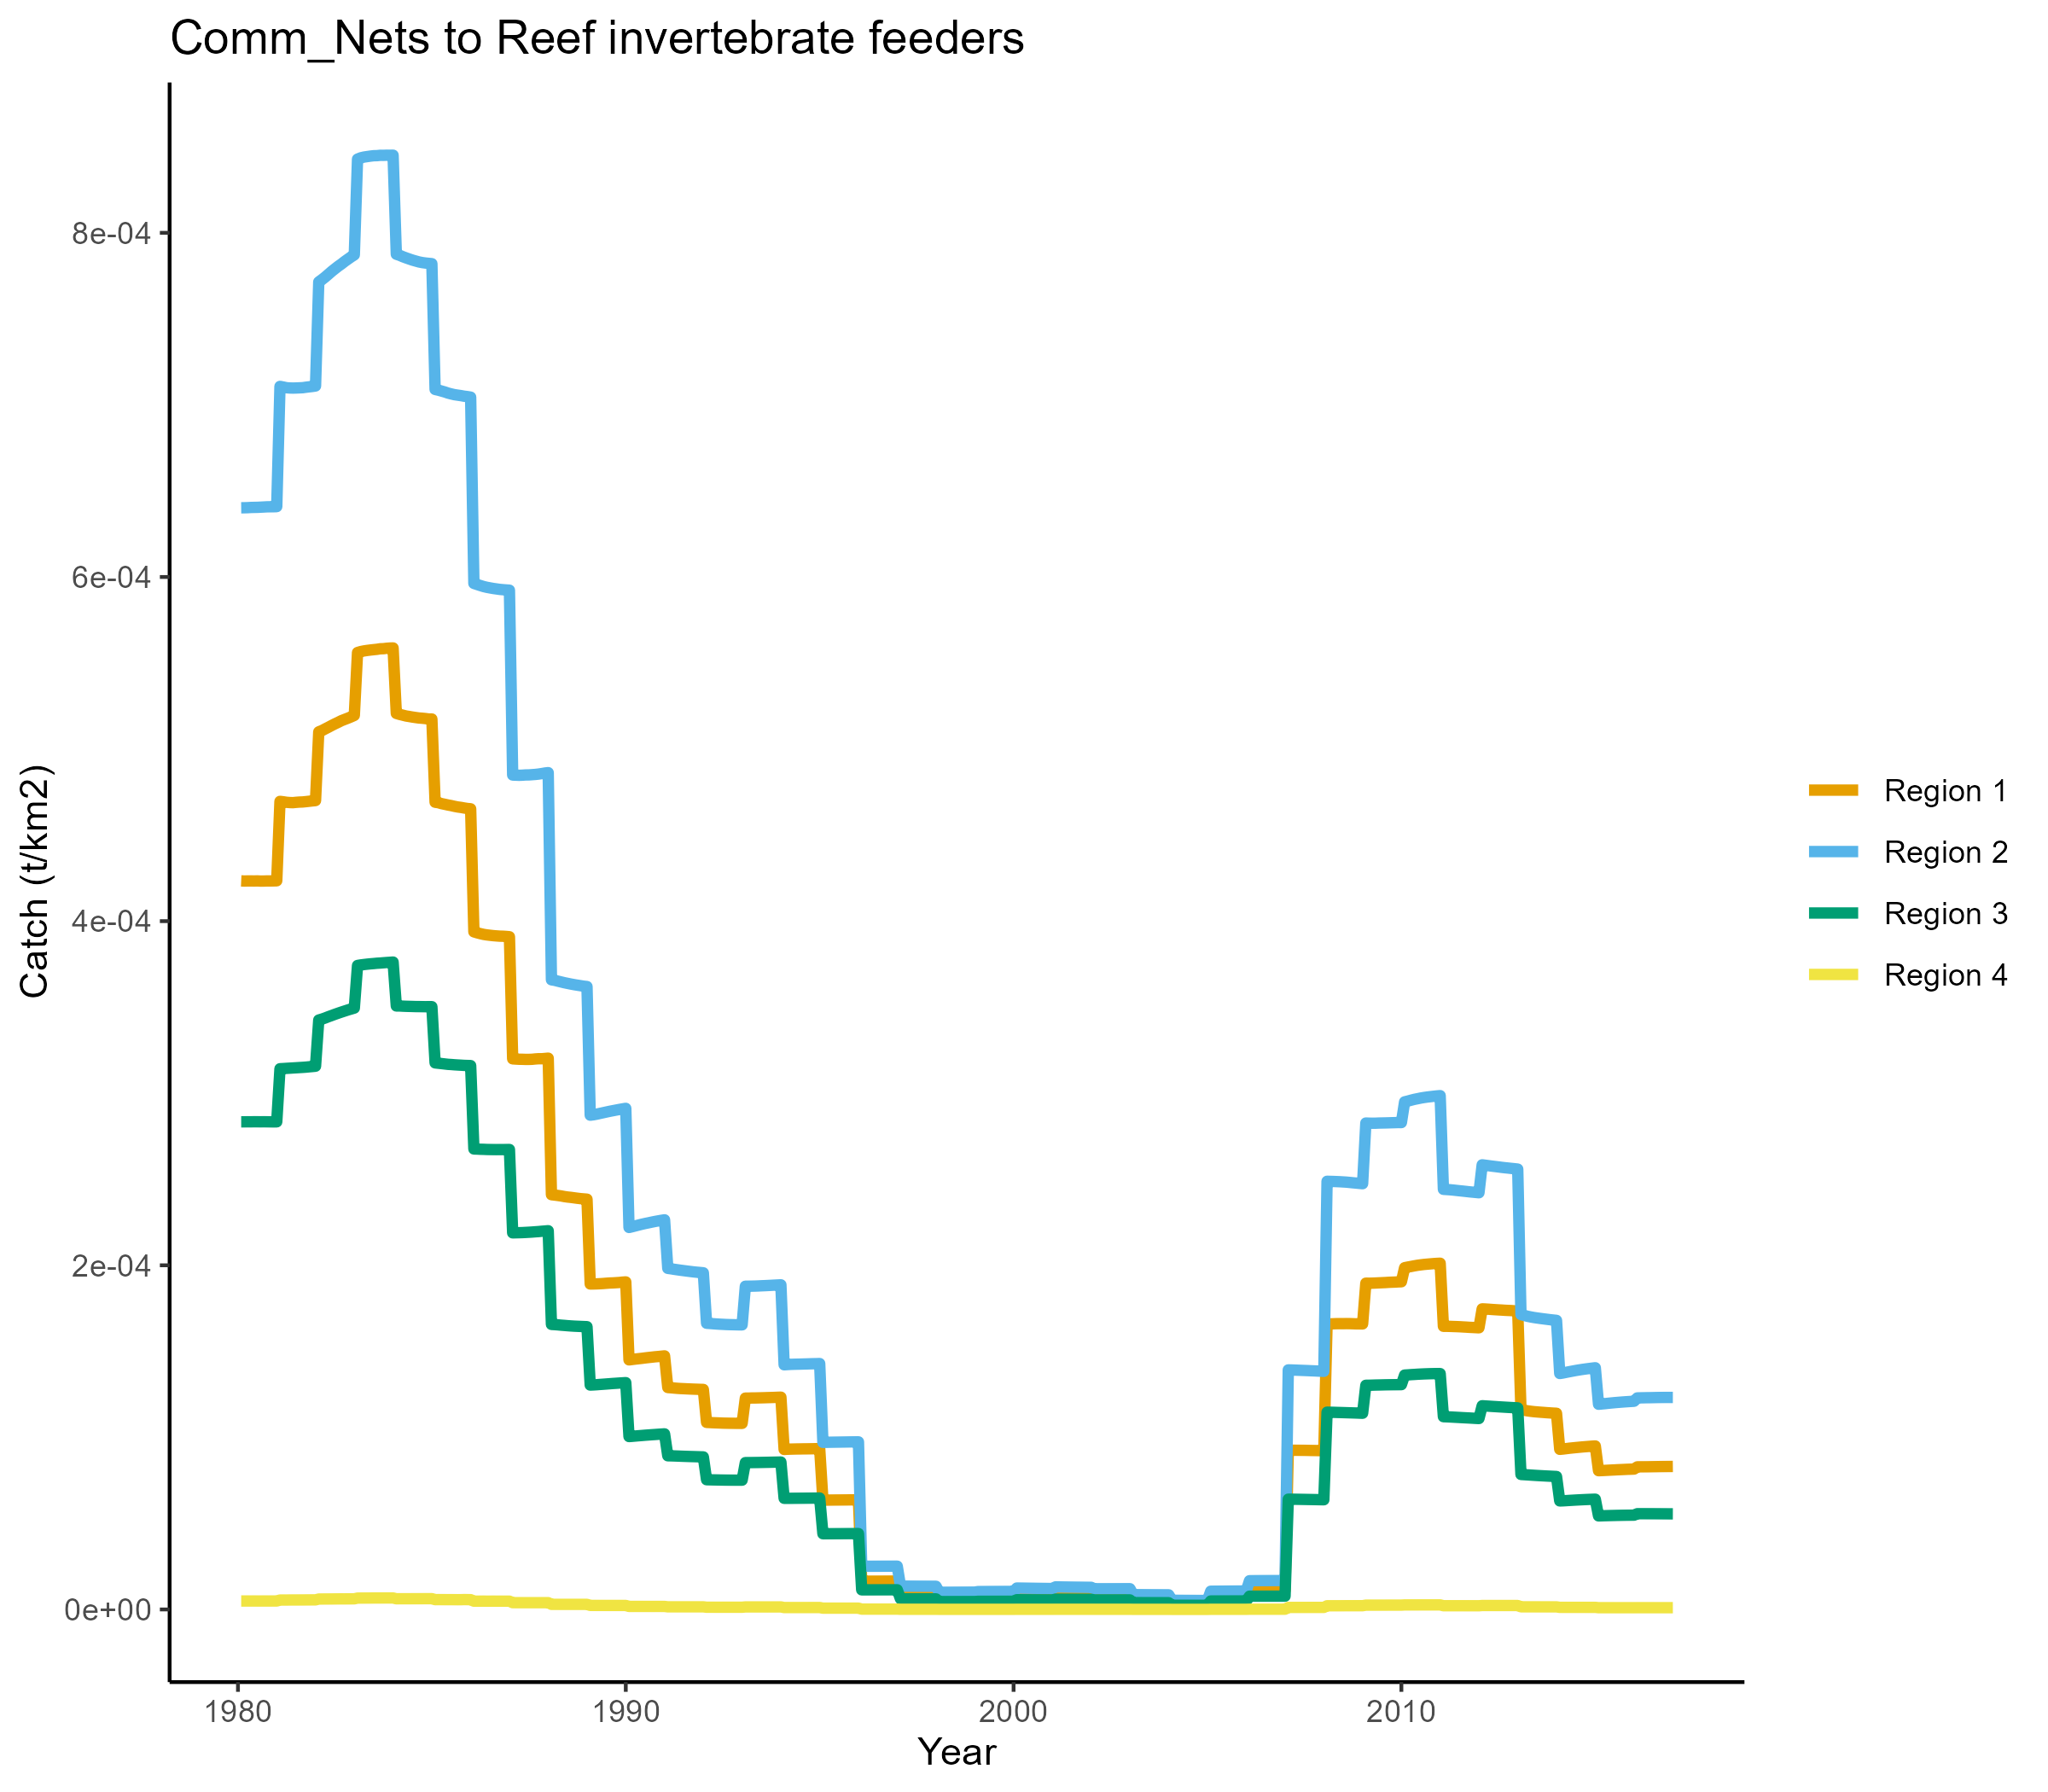 Comm_Nets to Reef invertebrate feeders
Catch (t/km2)
8e-04
6e-04
4e-04
2e-04
0e+00
1980
1990
2000
2010
Year
Region 1
Region 2
Region 3
Region 4